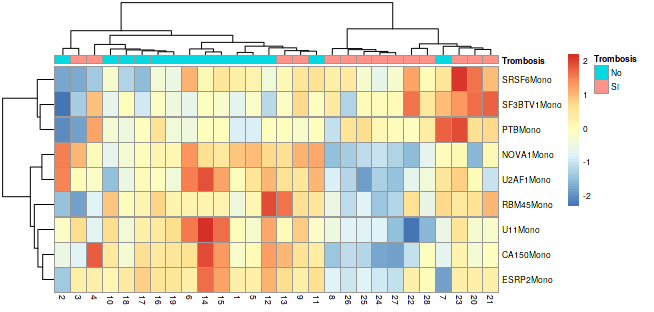 Trombosis
SRSF6Mono
SF3BTV1Mono
PTBMono
NOVA1Mono
U2AF1Mono
RBM45Mono
U11Mono
CA150Mono
ESRP2Mono
2 3 4 10 18 17 16 19 6 14 15 1 5 12 13 9 11 8 26 25 24 27 22 28 7 23 20 21
2
1
0
-1
-2
Trombosis
No
SI